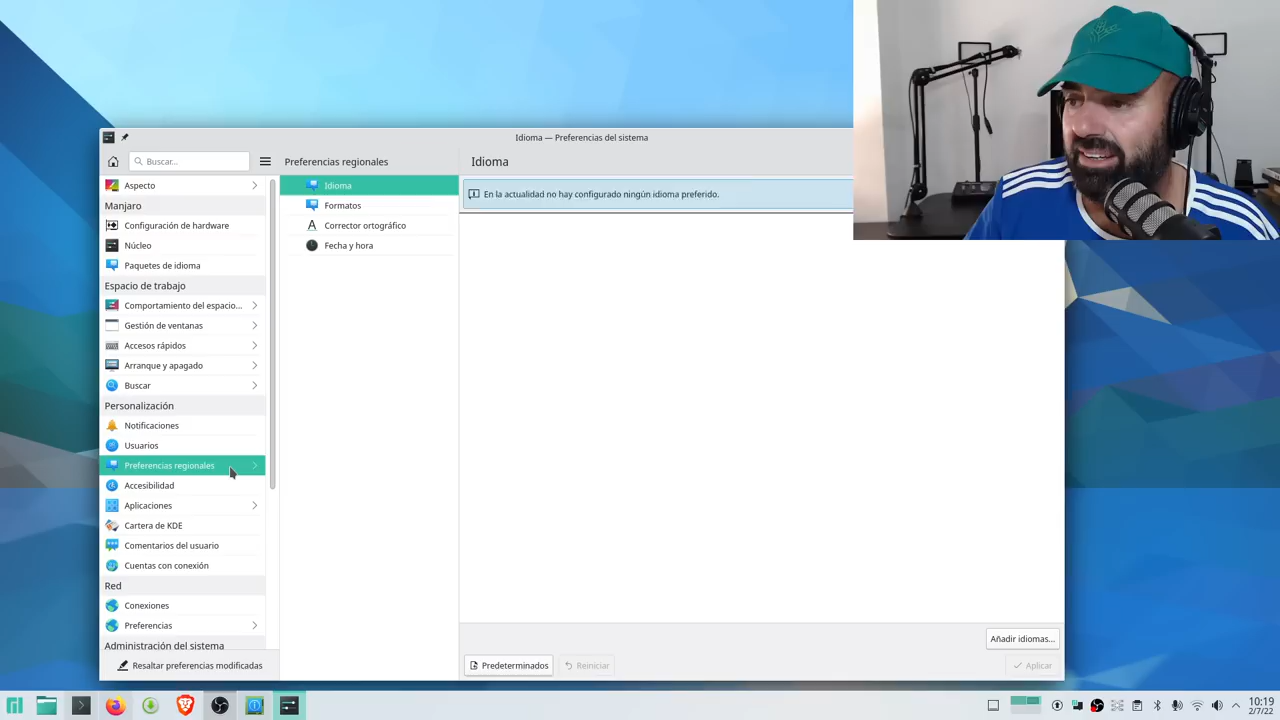 Idioma — Preferencias del sistema
Buscar...
Preferencias regionales
Idioma
Aspecto
Manjaro
Configuración de hardware
Núcleo
Paquetes de idioma
Espacio de trabajo
Comportamiento del espacio...
Gestión de ventanas
Accesos rápidos
Arranque y apagado
Buscar
Personalización
Notificaciones
Usuarios
Preferencias regionales
Accesibilidad
Aplicaciones
Cartera de KDE
Comentarios del usuario
Cuentas con conexión
Red
Conexiones
Preferencias
Administración del sistema
Resaltar preferencias modificadas
Idioma
Formatos
Corrector ortográfico
Fecha y hora
En la actualidad no hay configurado ningún idioma preferido.
Añadir idiomas...
Predeterminados
Reiniciar
Aplicar
10:19
2/7/22